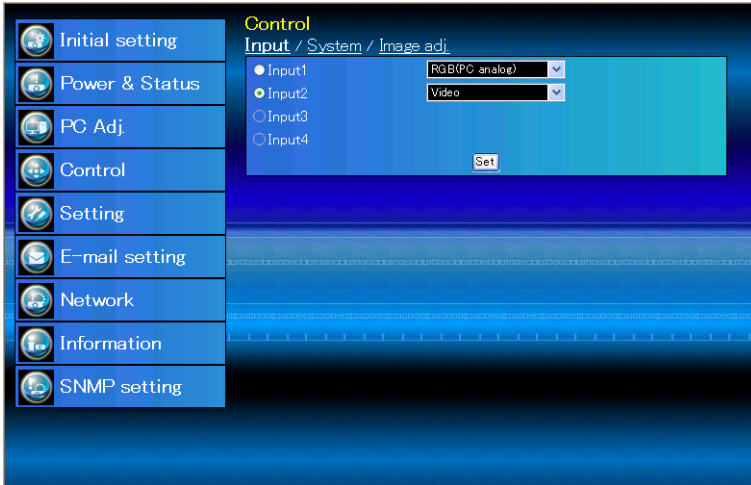 Initial setting
Power & Status
PC Adj.
Control
Setting
E-mail setting
Network
Information
SNMP setting
Control
Input / System / Image adj.
Input1 RGB(PC analog)
Input2 Video
Input3
Input4
Set